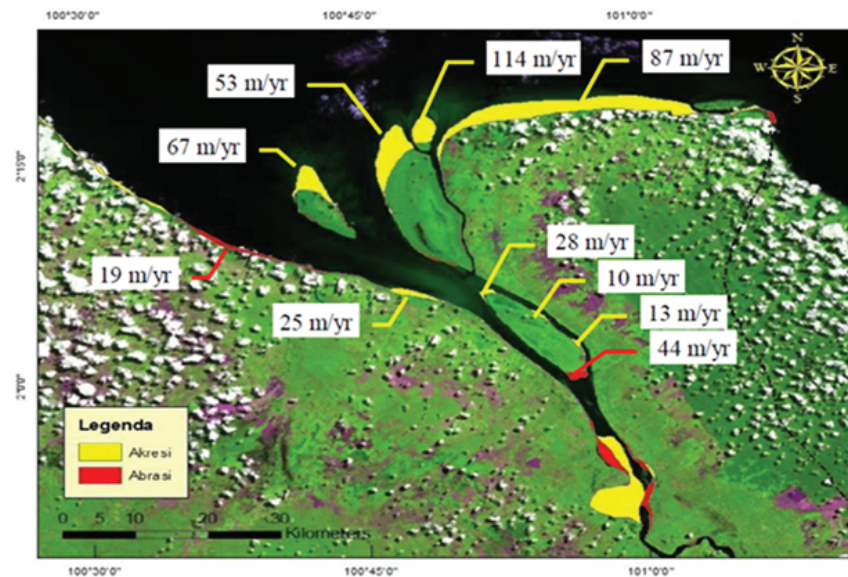 100°30'0" 100°45'0" 101°0'0"
N
W E
S
114 m/yr
87 m/yr
53 m/yr
67 m/yr
2°15'0"
28 m/yr
19 m/yr
10 m/yr
25 m/yr
13 m/yr
44 m/yr
2°0'0"
Legenda
Akresi
Abrasi
0 5 10 20 30
Kilometers
100°30'0" 100°45'0" 101°0'0"